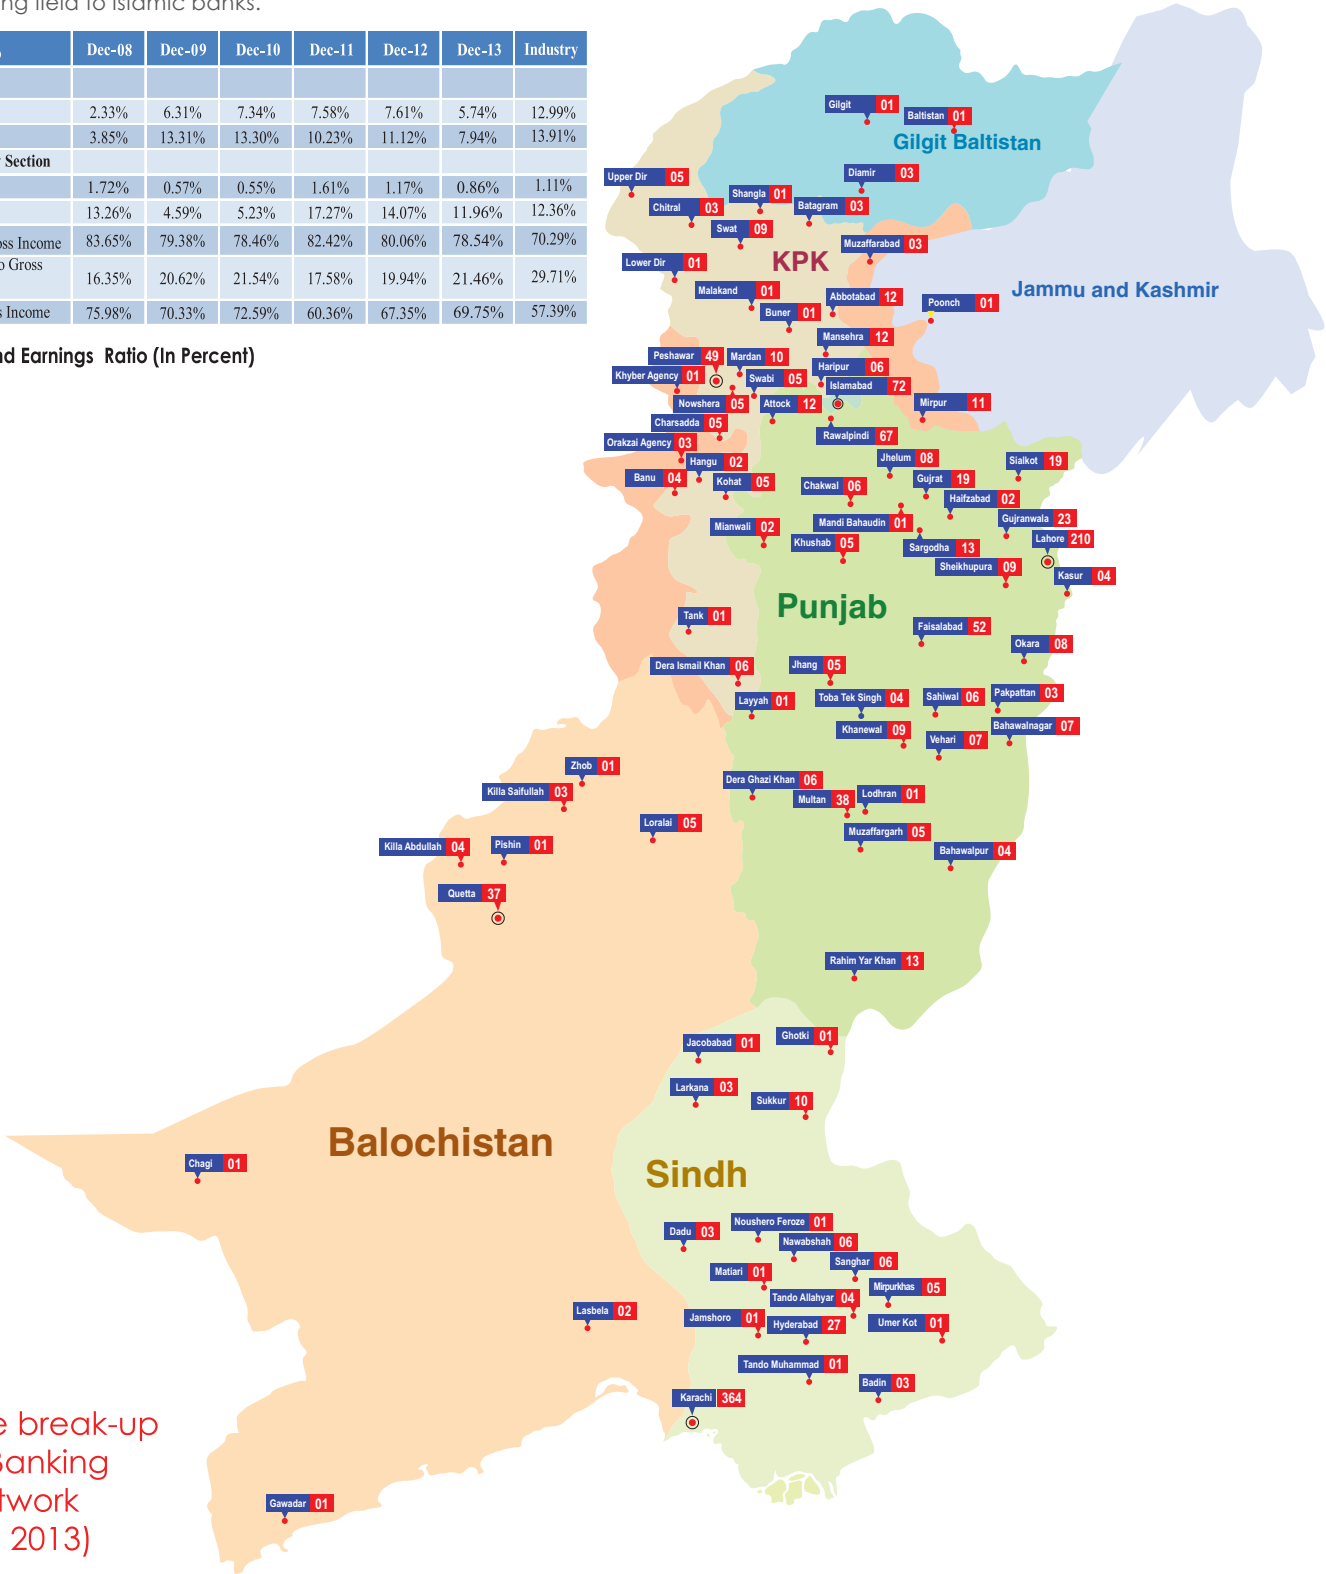 ng field to Islamic banks.
Dec-08 Dec-09 Dec-10 Dec-11 Dec-12 Dec-13 Industry
2.33% 6.31% 7.34% 7.58% 7.61% 5.74% 12.99%
3.85% 13.31% 13.30% 10.23% 11.12% 7.94% 13.91%
Section
1.72% 0.57% 0.55% 1.61% 1.17% 0.86% 1.11%
13.26% 4.59% 5.23% 17.27% 14.07% 11.96% 12.36%
oss Income 83.65% 79.38% 78.46% 82.42% 80.06% 78.54% 70.29%
o Gross
16.35% 20.62% 21.54% 17.58% 19.94% 21.46% 29.71%
s Income 75.98% 70.33% 72.59% 60.36% 67.35% 69.75% 57.39%
nd Earnings Ratio (In Percent)
Gilgit 01
Baltistan 01
Gilgit Baltistan
Diamir 03
Upper Dir 05
Shangla 01
Chitral 03
Batagram 03
Swat 09
Muzaffarabad 03
KPK
Lower Dir 01
Jammu and Kashmir
Malakand 01
Abbotabad 12
Poonch 01
Buner 01
Mansehra 12
Peshawar 49
Mardan 10
Haripur 06
Khyber Agency 01
Swabi 05
Islamabad 72
Nowshera 05
Attock 12
Mirpur 11
Charsadda 05
Rawalpindi 67
Orakzai Agency 03
Hangu 02
Jhelum 08
Sialkot 19
Banu 04
Kohat 05
Chakwal 06
Gujrat 19
Haifzabad 02
Mianwali 02
Mandi Bahaudin 01
Gujranwala 23
Khushab 05
Lahore 210
Sargodha 13
Sheikhupura 09
Kasur 04
Punjab
Tank 01
Faisalabad 52
Okara 08
Dera Ismail Khan 06
Jhang 05
Layyah 01
Toba Tek Singh 04
Sahiwal 06
Pakpattan 03
Khanewal 09
Vehari 07
Bahawalnagar 07
Zhob 01
Dera Ghazi Khan 06
Killa Saifullah 03
Multan 38
Lodhran 01
Loralai 05
Muzaffargarh 05
Killa Abdullah 04
Pishin 01
Bahawalpur 04
Quetta 37
Rahim Yar Khan 13
Jacobabad 01
Ghotki 01
Larkana 03
Sukkur 10
Balochistan
Chagi 01
Sindh
Dadu 03
Noushero Feroze 01
Nawabshah 06
Sanghar 06
Matiari 01
Mirpurkhas 05
Tando Allahyar 04
Lasbela 02
Jamshoro 01
Hyderabad 27
Umer Kot 01
Tando Muhammad 01
Badin 03
Karachi 364
e break-up
Banking
twork
2013)
Gawadar 01